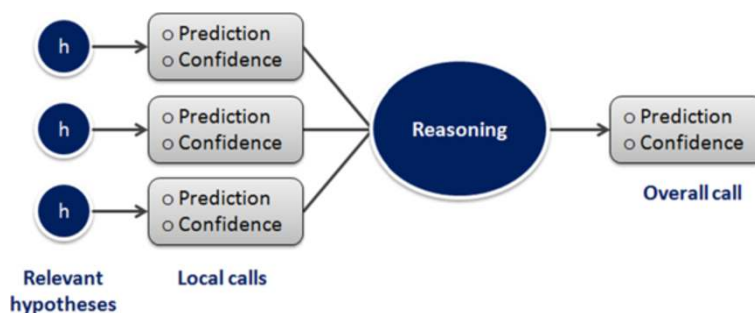 h
○ Prediction
○ Confidence
h
○ Prediction
○ Confidence
h
○ Prediction
○ Confidence
Reasoning
○ Prediction
○ Confidence
Overall call
Relevant
hypotheses
Local calls